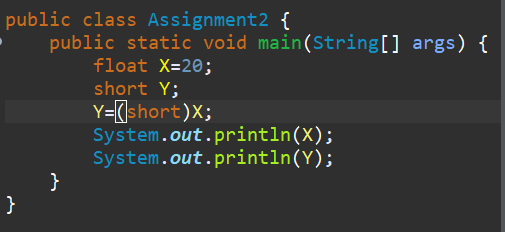 public class Assignment2 {
    public static void main(String[] args) {
        float X=20;
        short Y;
        Y=(short)X;
        System.out.println(X);
        System.out.println(Y);
    }
}